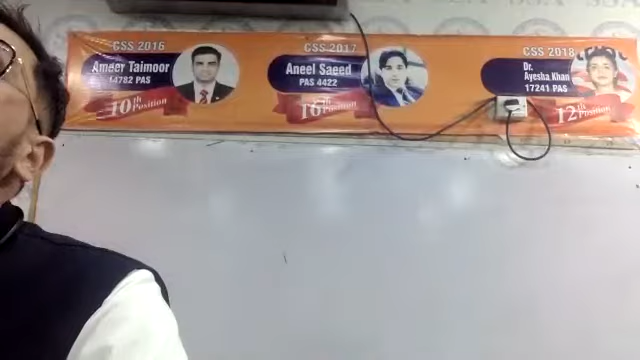 CSS 2016
Ameer Taimoor
14782 PAS
10th Position
CSS 2017
Aneel Saeed
PAS 4422
16th Position
CSS 2018
Dr.
Ayesha Khan
17241 PAS
12th Position